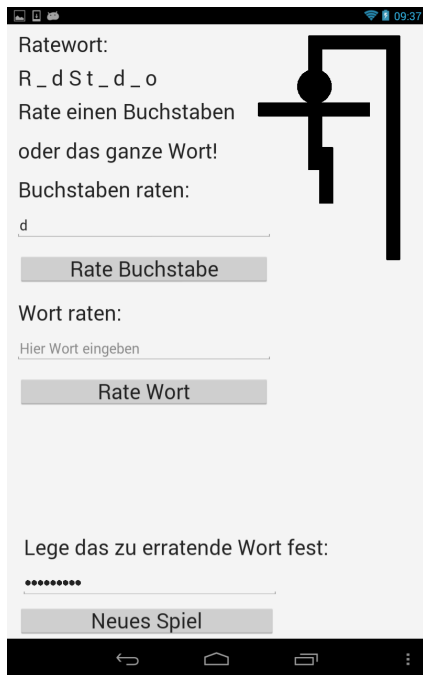 09:37
Ratewort:
R _ d S t _ d _ o
Rate einen Buchstaben
oder das ganze Wort!
Buchstaben raten:
d
Rate Buchstabe
Wort raten:
Hier Wort eingeben
Rate Wort
Lege das zu erratende Wort fest:
•••••••••
Neues Spiel